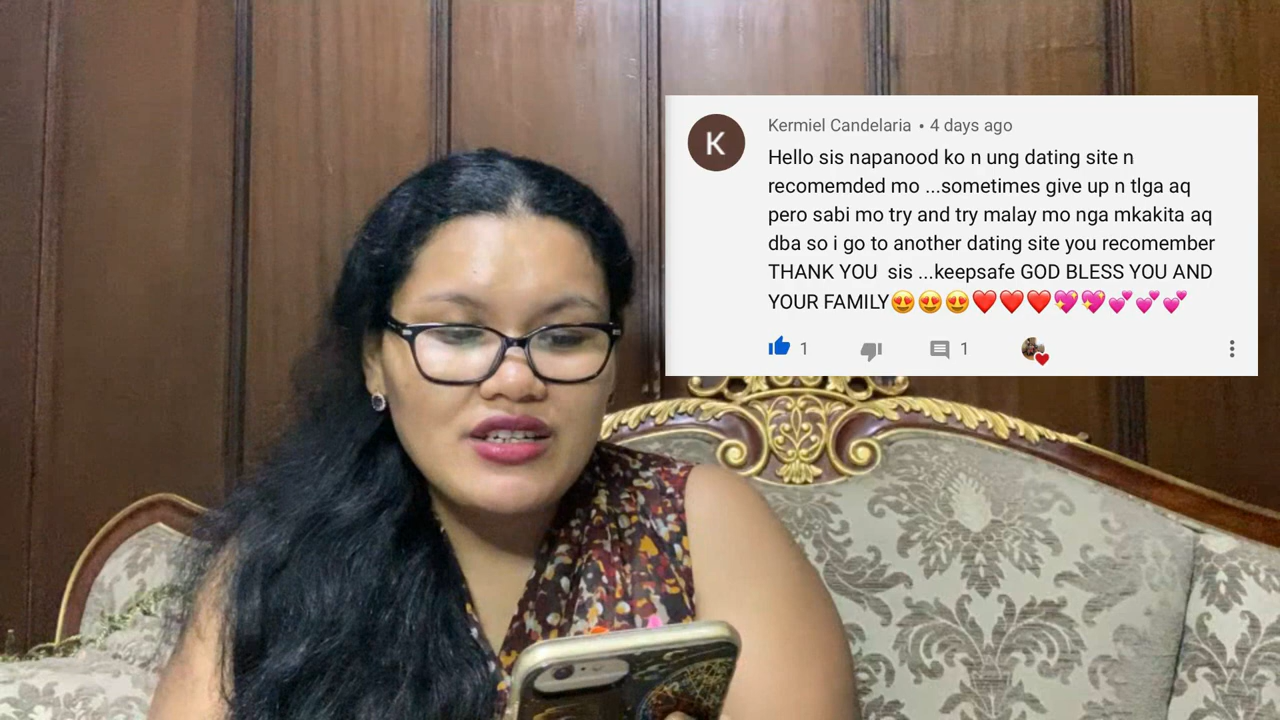 K
Kermiel Candelaria • 4 days ago
Hello sis napanood ko n ung dating site n
recomemded mo ...sometimes give up n tlga aq
pero sabi mo try and try malay mo nga mkakita aq
dba so i go to another dating site you recomember
THANK YOU sis ...keepsafe GOD BLESS YOU AND
YOUR FAMILY😍😍😍❤️❤️❤️💖💖💕💕💕
1 1